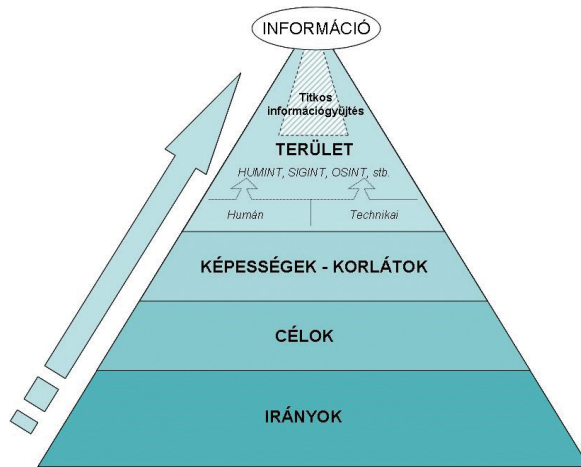 INFORMÁCIÓ
Titkos
információgyűjtés
TERÜLET
HUMINT, SIGINT, OSINT, stb.
Humán
Technikai
KÉPESSÉGEK - KORLÁTOK
CÉLOK
IRÁNYOK